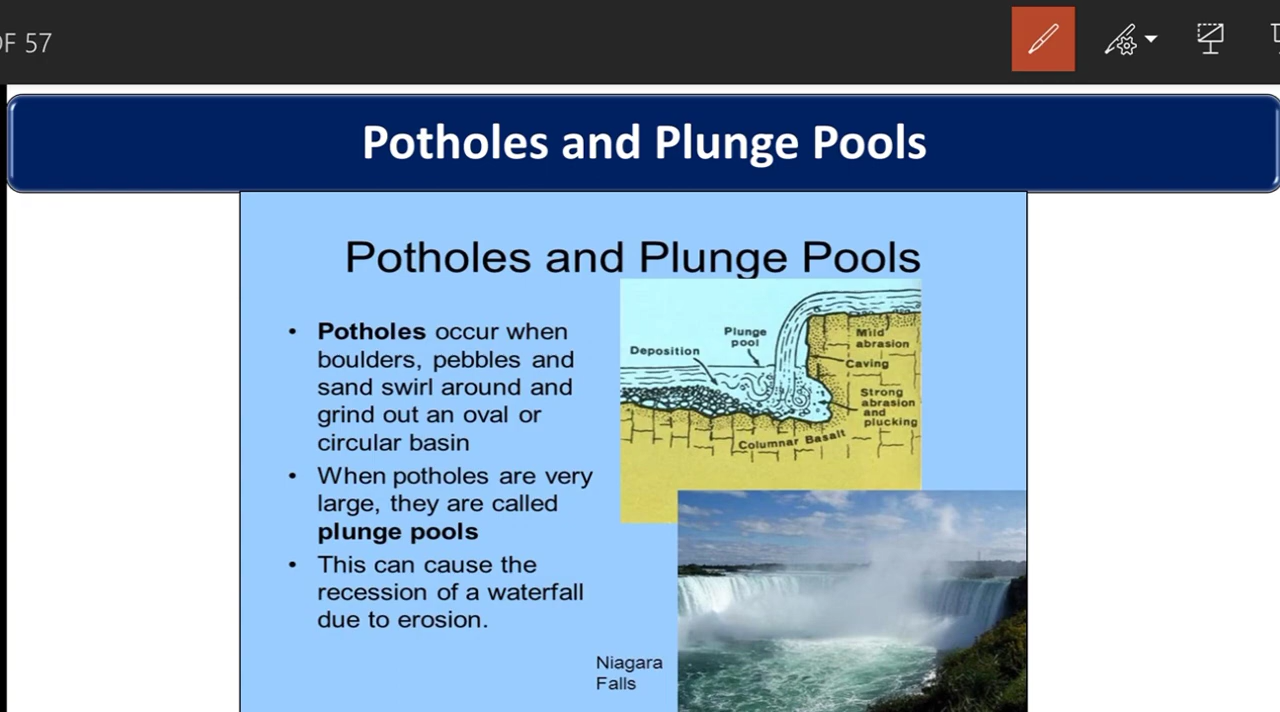 OF 57
Potholes and Plunge Pools
Potholes and Plunge Pools
• Potholes occur when
boulders, pebbles and
sand swirl around and
grind out an oval or
circular basin
• When potholes are very
large, they are called
plunge pools
• This can cause the
recession of a waterfall
due to erosion.
Plunge
pool
Deposition
Mild
abrasion
Caving
Strong
abrasion
and
plucking
Columnar Basalt
Niagara
Falls